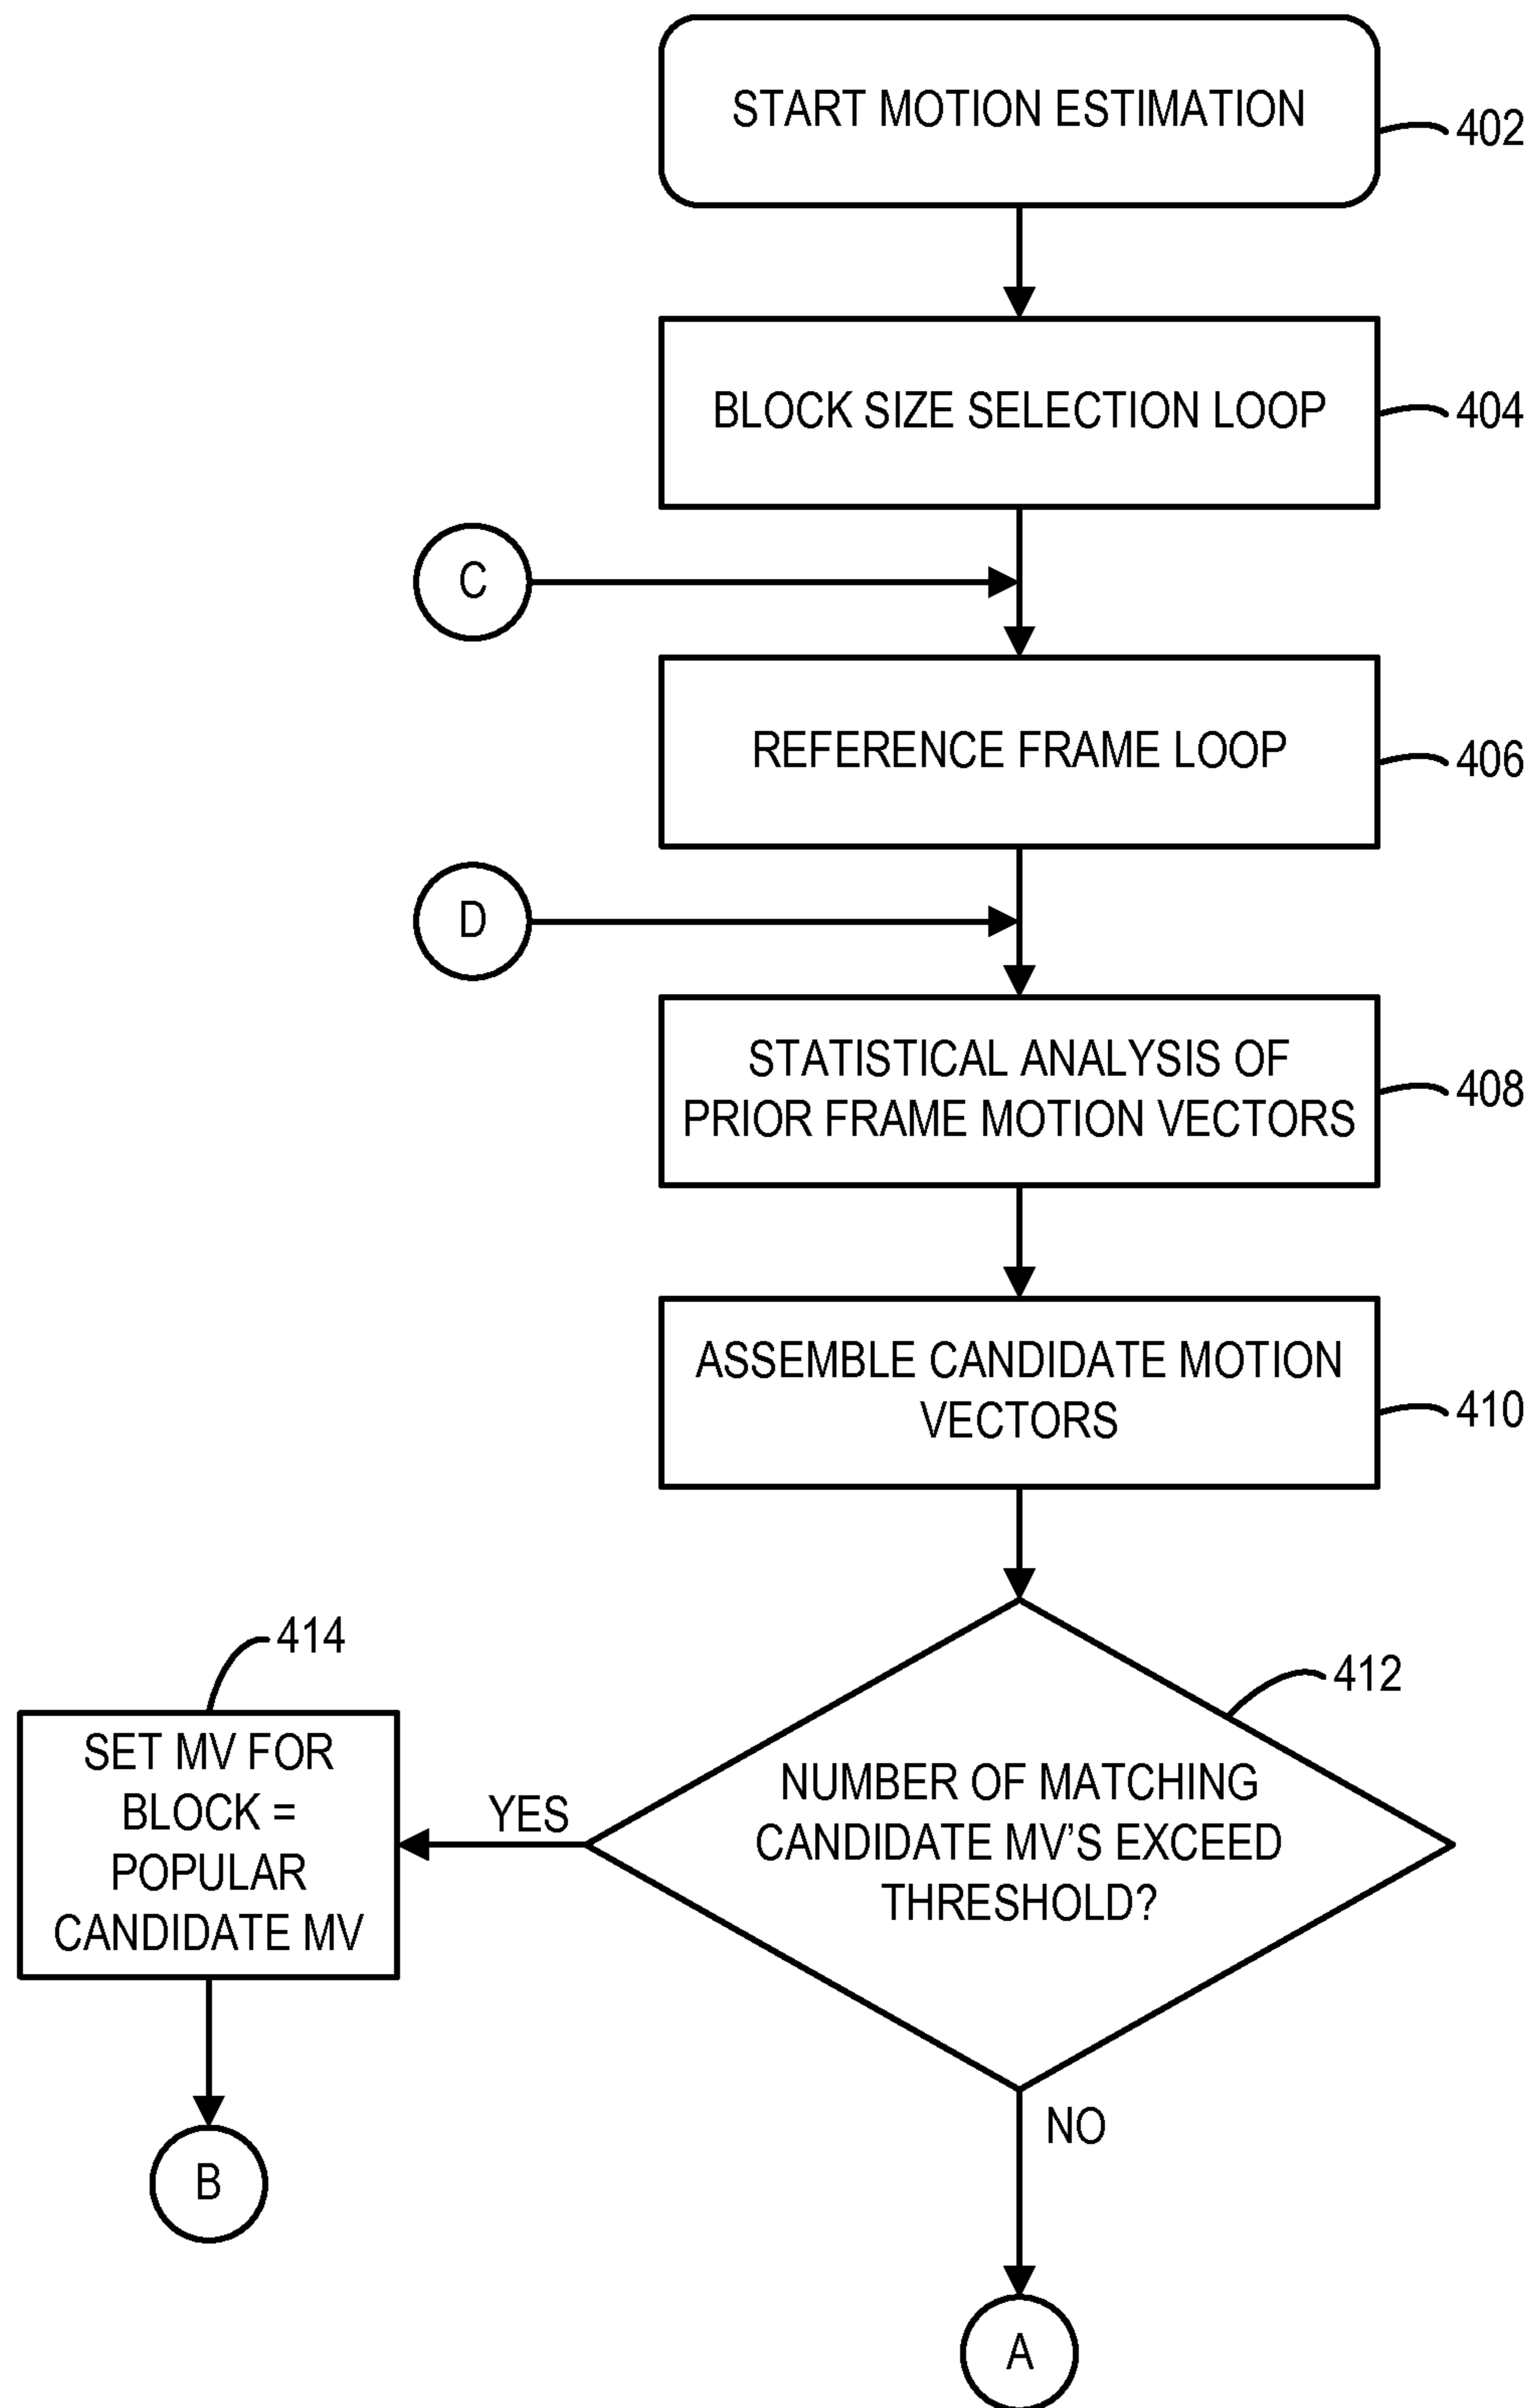 START MOTION ESTIMATION
402
BLOCK SIZE SELECTION LOOP
404
C
REFERENCE FRAME LOOP
406
D
STATISTICAL ANALYSIS OF
PRIOR FRAME MOTION VECTORS
408
ASSEMBLE CANDIDATE MOTION
VECTORS
410
414
412
SET MV FOR
BLOCK =
POPULAR
CANDIDATE MV
YES
NUMBER OF MATCHING
CANDIDATE MV’S EXCEED
THRESHOLD?
NO
B
A